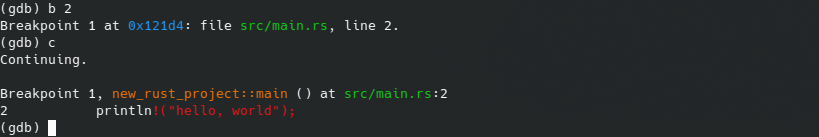 (gdb) b 2
Breakpoint 1 at 0x121d4: file src/main.rs, line 2.
(gdb) c
Continuing.

Breakpoint 1, new_rust_project::main () at src/main.rs:2
2           println!("hello, world");
(gdb)